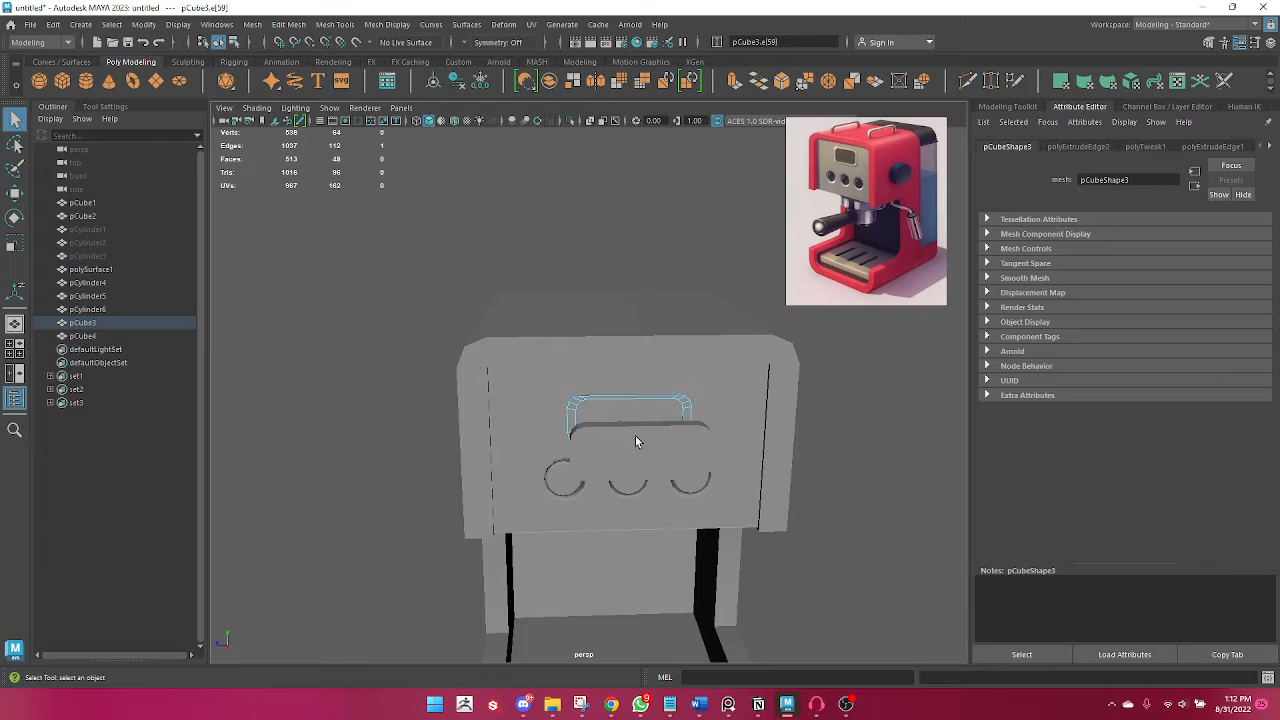 untitled* - Autodesk MAYA 2023: untitled --- pCube3.e[59]
File Edit Create Select Modify Display Windows Mesh Edit Mesh Mesh Tools Mesh Display Curves Surfaces Deform UV Generate Cache Arnold Help
Workspace: Modeling - Standard*
Modeling No Live Surface Symmetry: Off pCube3.e[59] Sign In
Curves / Surfaces Poly Modeling Sculpting Rigging Animation Rendering FX FX Caching Custom Arnold MASH Modeling Motion Graphics XGen
Outliner Tool Settings
Display Show Help
Search...
persp
top
front
side
pCube1
pCube2
pCylinder1
pCylinder2
pCylinder3
polySurface1
pCylinder4
pCylinder5
pCylinder6
pCube3
pCube4
defaultLightSet
defaultObjectSet
set1
set2
set3
View Shading Lighting Show Renderer Panels
0.00 1.00 ACES 1.0 SDR-vid
Verts: 538 64 0
Edges: 1037 112 1
Faces: 513 48 0
Tris: 1016 96 0
UVs: 967 162 0
persp
Modeling Toolkit Attribute Editor Channel Box / Layer Editor Human IK
List Selected Focus Attributes Display Show Help
pCubeShape3 polyExtrudeEdge2 polyTweak1 polyExtrudeEdge1
mesh: pCubeShape3
Focus
Presets
Show Hide
Tessellation Attributes
Mesh Component Display
Mesh Controls
Tangent Space
Smooth Mesh
Displacement Map
Render Stats
Object Display
Component Tags
Arnold
Node Behavior
UUID
Extra Attributes
Notes: pCubeShape3
Select Load Attributes Copy Tab
Select Tool: select an object
MEL
1:12 PM
8/31/2022